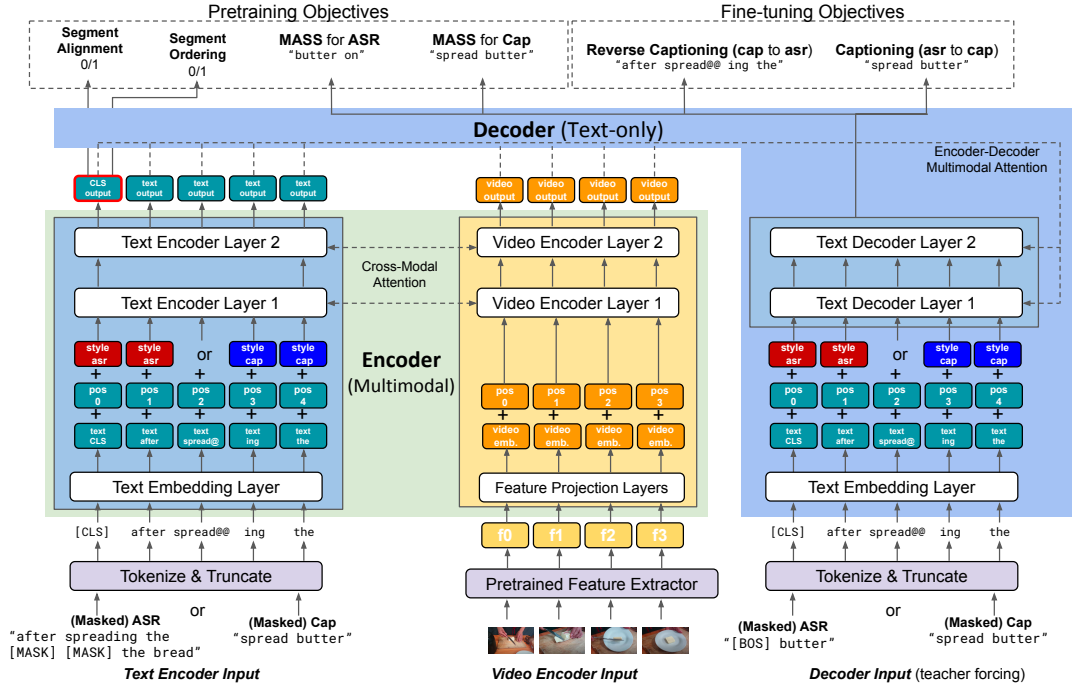 Pretraining Objectives
Fine-tuning Objectives
Segment
Alignment
0/1
Segment
Ordering
0/1
MASS for ASR
"butter on"
MASS for Cap
"spread butter"
Reverse Captioning (cap to asr)
"after spread@@ ing the"
Captioning (asr to cap)
"spread butter"
Decoder (Text-only)
Encoder-Decoder
Multimodal Attention
CLS output
text output
text output
text output
text output
video output
video output
video output
video output
Text Encoder Layer 2
Video Encoder Layer 2
Text Decoder Layer 2
Cross-Modal
Attention
Text Encoder Layer 1
Video Encoder Layer 1
Text Decoder Layer 1
Encoder
(Multimodal)
style asr
style asr
or
style cap
style cap
style asr
style asr
or
style cap
style cap
+ + + + +
+ + + + +
pos 0
pos 1
pos 2
pos 3
pos 4
pos 0
pos 1
pos 2
pos 3
pos 0
pos 1
pos 2
pos 3
pos 4
+ + + + +
+ + + +
+ + + + +
text CLS
text after
text spread@
text ing
text the
video emb.
video emb.
video emb.
video emb.
text CLS
text after
text spread@
text ing
text the
Text Embedding Layer
Feature Projection Layers
Text Embedding Layer
[CLS] after spread@@ ing the
f0 f1 f2 f3
[CLS] after spread@@ ing the
Tokenize & Truncate
Pretrained Feature Extractor
Tokenize & Truncate
(Masked) ASR
"after spreading the
[MASK] [MASK] the bread"
or
(Masked) Cap
"spread butter"
(Masked) ASR
"[BOS] butter"
or
(Masked) Cap
"spread butter"
Text Encoder Input
Video Encoder Input
Decoder Input (teacher forcing)